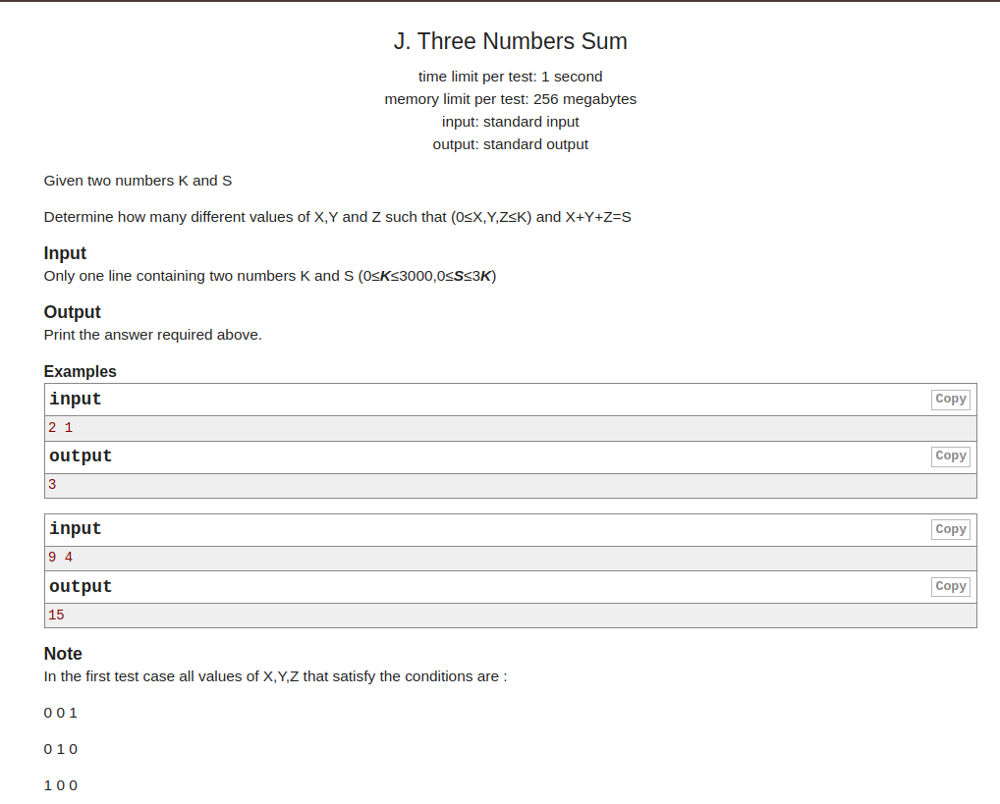 J. Three Numbers Sum
time limit per test: 1 second
memory limit per test: 256 megabytes
input: standard input
output: standard output
Given two numbers K and S
Determine how many different values of X,Y and Z such that (0≤X,Y,Z≤K) and X+Y+Z=S
Input
Only one line containing two numbers K and S (0≤K≤3000,0≤S≤3K)
Output
Print the answer required above.
Examples
input Copy
2 1
output Copy
3
input Copy
9 4
output Copy
15
Note
In the first test case all values of X,Y,Z that satisfy the conditions are :
0 0 1
0 1 0
1 0 0